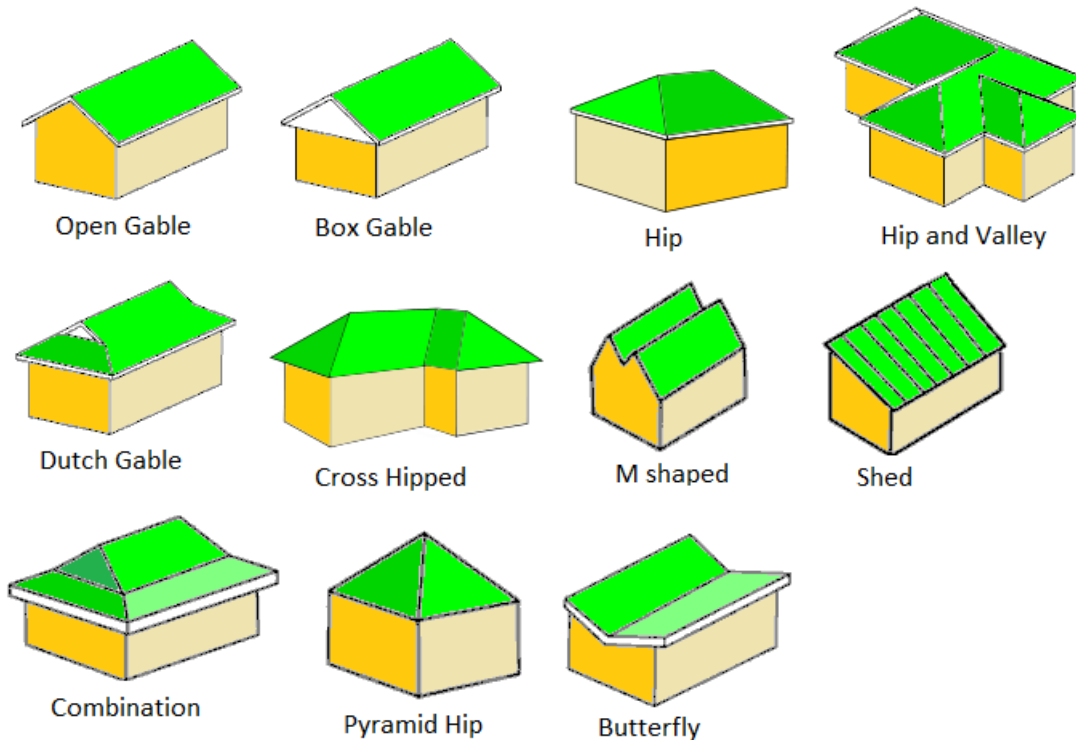 Open Gable
Box Gable
Hip
Hip and Valley
Dutch Gable
Cross Hipped
M shaped
Shed
Combination
Pyramid Hip
Butterfly